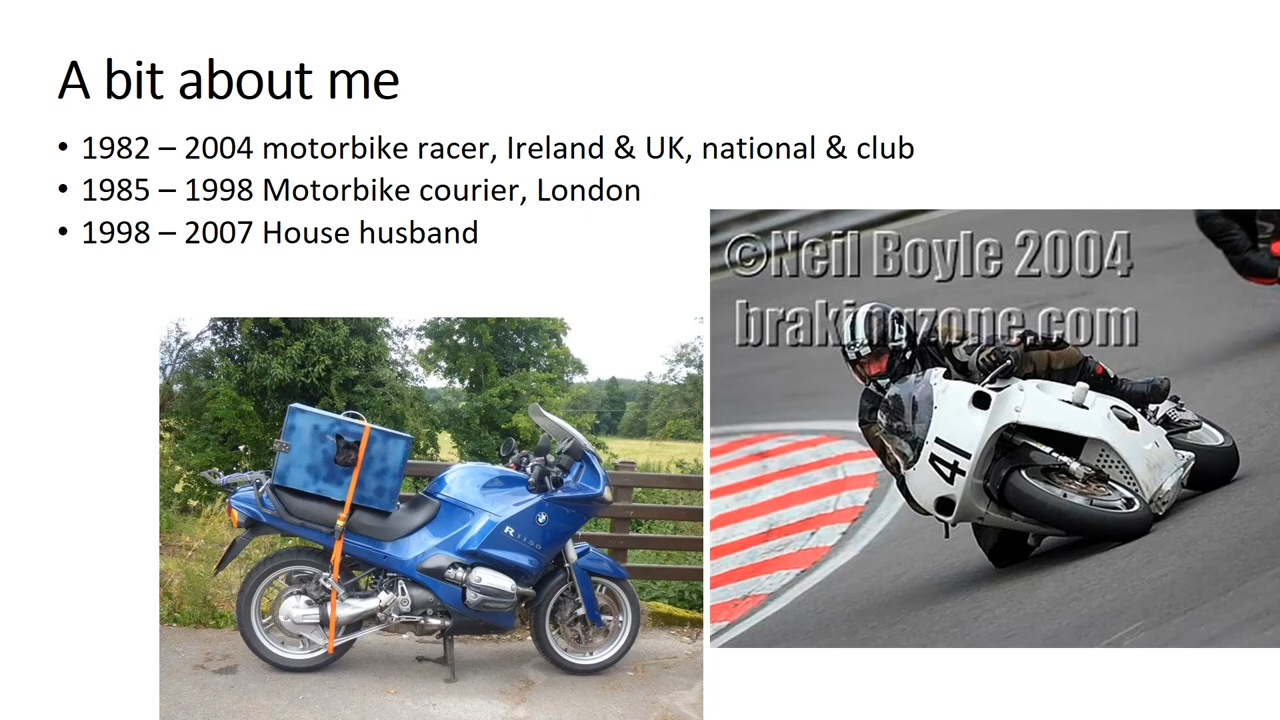 A bit about me
• 1982 – 2004 motorbike racer, Ireland & UK, national & club
• 1985 – 1998 Motorbike courier, London
• 1998 – 2007 House husband
©Neil Boyle 2004
brakingzone.com
41
R 1150